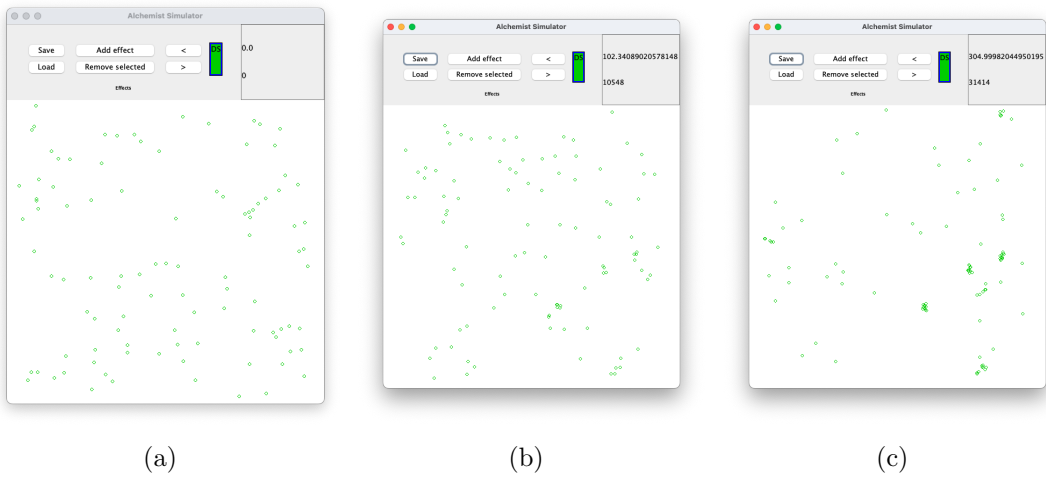 Alchemist Simulator
Save Add effect < DS 0.0
Load Remove selected > 0
Effects
Alchemist Simulator
Save Add effect < DS 102.34089020578148
Load Remove selected > 10548
Effects
Alchemist Simulator
Save Add effect < DS 304.99982044950195
Load Remove selected > 31414
Effects
(a) (b) (c)